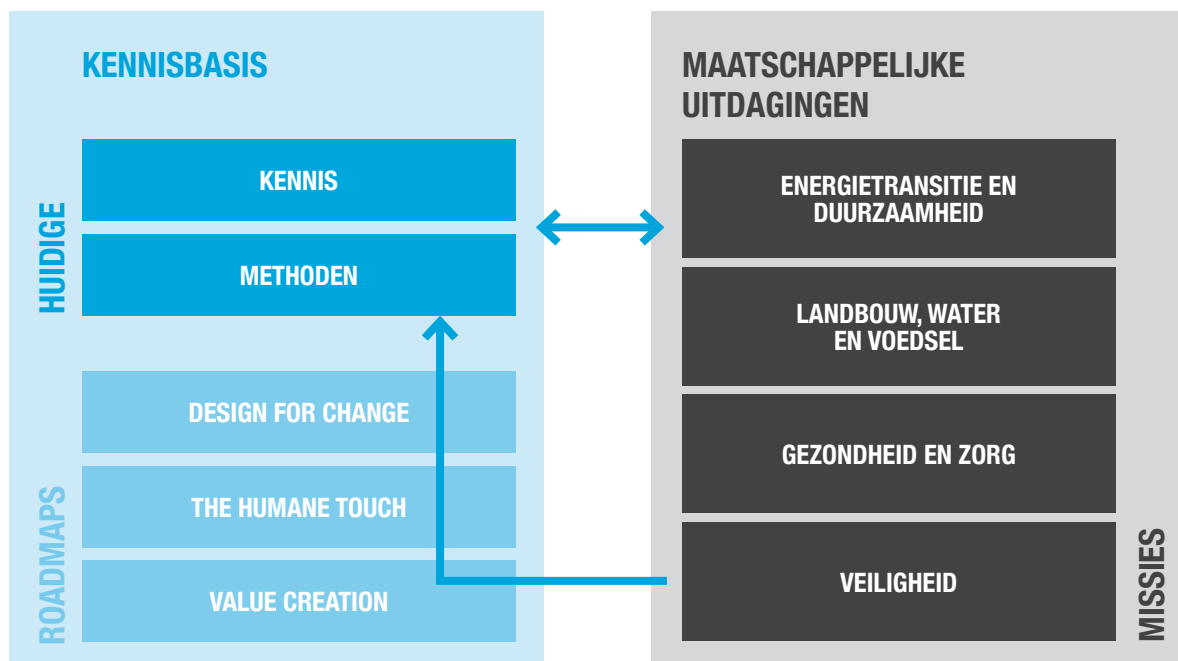 KENNISBASIS
HUIDIGE
KENNIS
METHODEN
ROADMAPS
DESIGN FOR CHANGE
THE HUMANE TOUCH
VALUE CREATION
MAATSCHAPPELIJKE
UITDAGINGEN
ENERGIETRANSITIE EN
DUURZAAMHEID
LANDBOUW, WATER
EN VOEDSEL
GEZONDHEID EN ZORG
VEILIGHEID
MISSIES